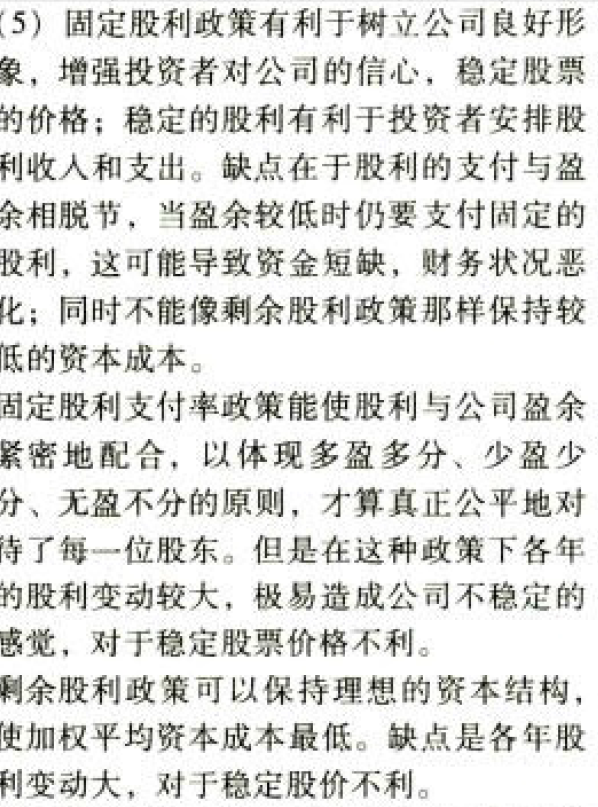 (5) 固定股利政策有利于树立公司良好形
象，增强投资者对公司的信心，稳定股票
的价格；稳定的股利有利于投资者安排股
利收人和支出。缺点在于股利的支付与盈
余相脱节，当盈余较低时仍要支付固定的
股利，这可能导致资金短缺，财务状况恶
化；同时不能像剩余股利政策那样保持较
低的资本成本。
固定股利支付率政策能使股利与公司盈余
紧密地配合，以体现多盈多分、少盈少
分、无盈不分的原则，才算真正公平地对
待了每一位股东。但是在这种政策下各年
的股利变动较大，极易造成公司不稳定的
感觉，对于稳定股票价格不利。
剩余股利政策可以保持理想的资本结构，
使加权平均资本成本最低。缺点是各年股
利变动大，对于稳定股价不利。